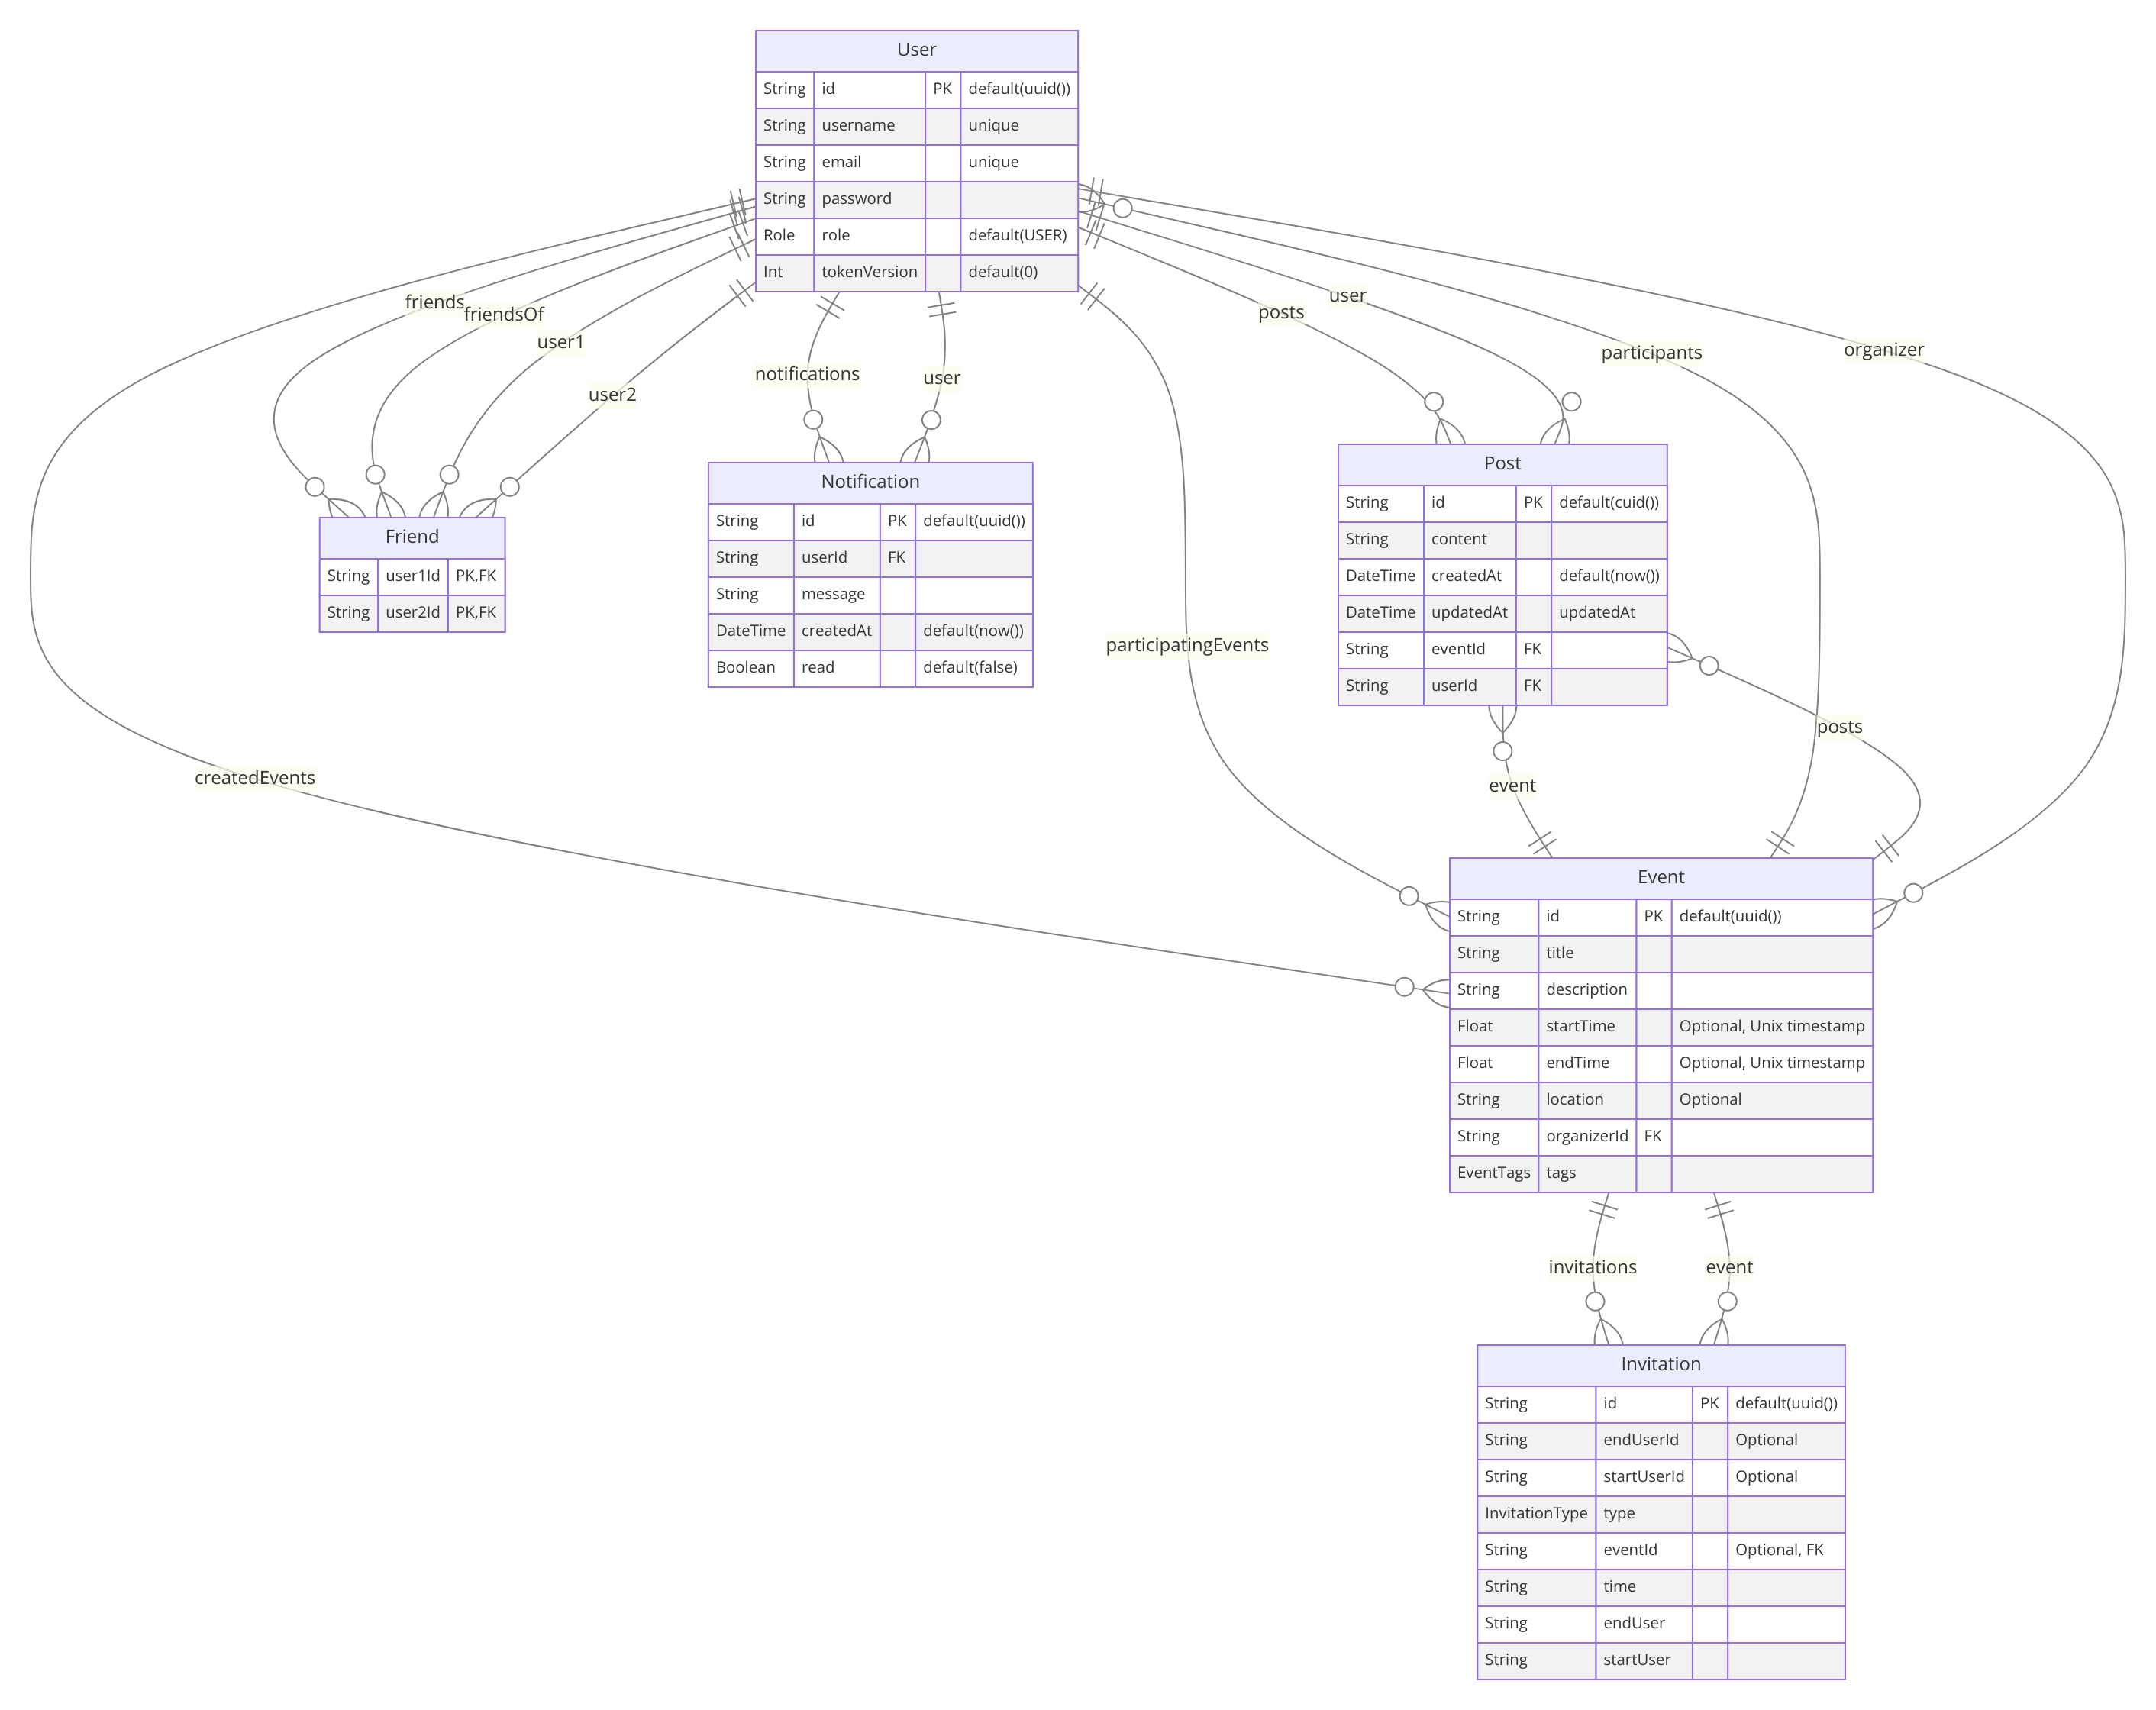 User
String id PK default(uuid())
String username unique
String email unique
String password
Role role default(USER)
Int tokenVersion default(0)
friends
friendsOf
user1
user2
notifications
user
posts
user
participants
organizer
Friend
String user1Id PK,FK
String user2Id PK,FK
Notification
String id PK default(uuid())
String userId FK
String message
DateTime createdAt default(now())
Boolean read default(false)
Post
String id PK default(cuid())
String content
DateTime createdAt default(now())
DateTime updatedAt updatedAt
String eventId FK
String userId FK
participatingEvents
createdEvents
event
posts
Event
String id PK default(uuid())
String title
String description
Float startTime Optional, Unix timestamp
Float endTime Optional, Unix timestamp
String location Optional
String organizerId FK
EventTags tags
invitations
event
Invitation
String id PK default(uuid())
String endUserId Optional
String startUserId Optional
InvitationType type
String eventId Optional, FK
String time
String endUser
String startUser